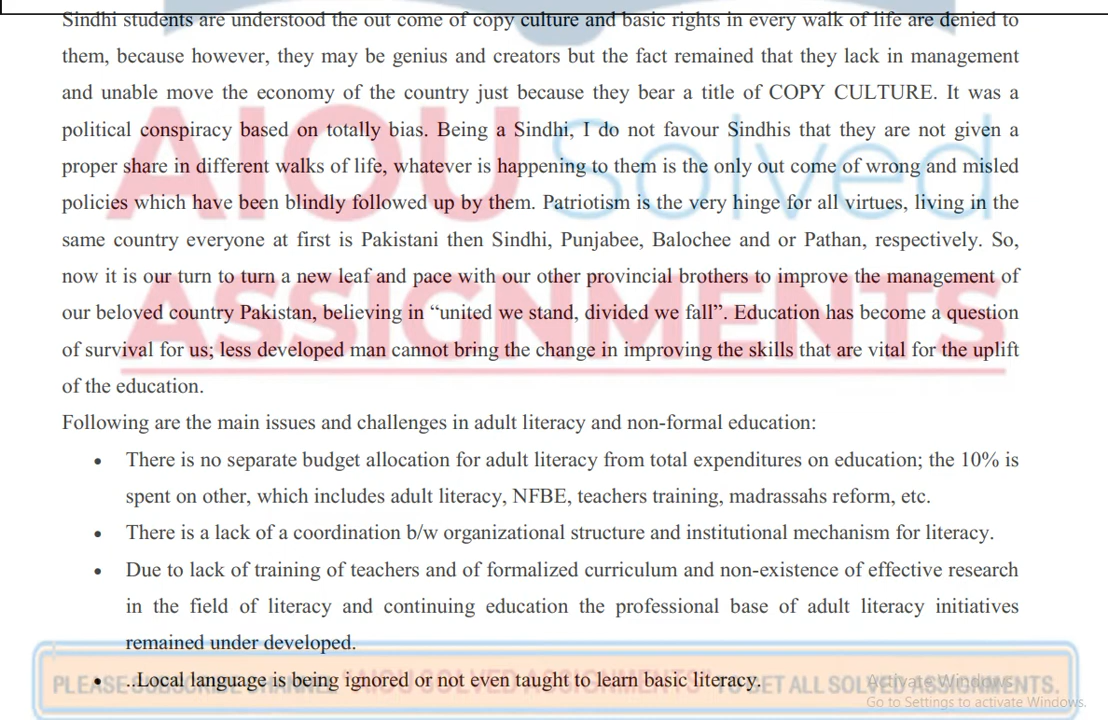 Sindhi students are understood the out come of copy culture and basic rights in every walk of life are denied to
them, because however, they may be genius and creators but the fact remained that they lack in management
and unable move the economy of the country just because they bear a title of COPY CULTURE. It was a
political conspiracy based on totally bias. Being a Sindhi, I do not favour Sindhis that they are not given a
proper share in different walks of life, whatever is happening to them is the only out come of wrong and misled
policies which have been blindly followed up by them. Patriotism is the very hinge for all virtues, living in the
same country everyone at first is Pakistani then Sindhi, Punjabee, Balochee and or Pathan, respectively. So,
now it is our turn to turn a new leaf and pace with our other provincial brothers to improve the management of
our beloved country Pakistan, believing in “united we stand, divided we fall”. Education has become a question
of survival for us; less developed man cannot bring the change in improving the skills that are vital for the uplift
of the education.
Following are the main issues and challenges in adult literacy and non-formal education:
• There is no separate budget allocation for adult literacy from total expenditures on education; the 10% is
spent on other, which includes adult literacy, NFBE, teachers training, madrassahs reform, etc.
• There is a lack of a coordination b/w organizational structure and institutional mechanism for literacy.
• Due to lack of training of teachers and of formalized curriculum and non-existence of effective research
in the field of literacy and continuing education the professional base of adult literacy initiatives
remained under developed.
• ..Local language is being ignored or not even taught to learn basic literacy.
AIOU Solved
ASSIGNMENTS
PLEASE SUBSCRIBE CHANNEL “AIOU SOLVED ASSIGNMENTS” TO GET ALL SOLVED ASSIGNMENTS.
Activate Windows
Go to Settings to activate Windows.